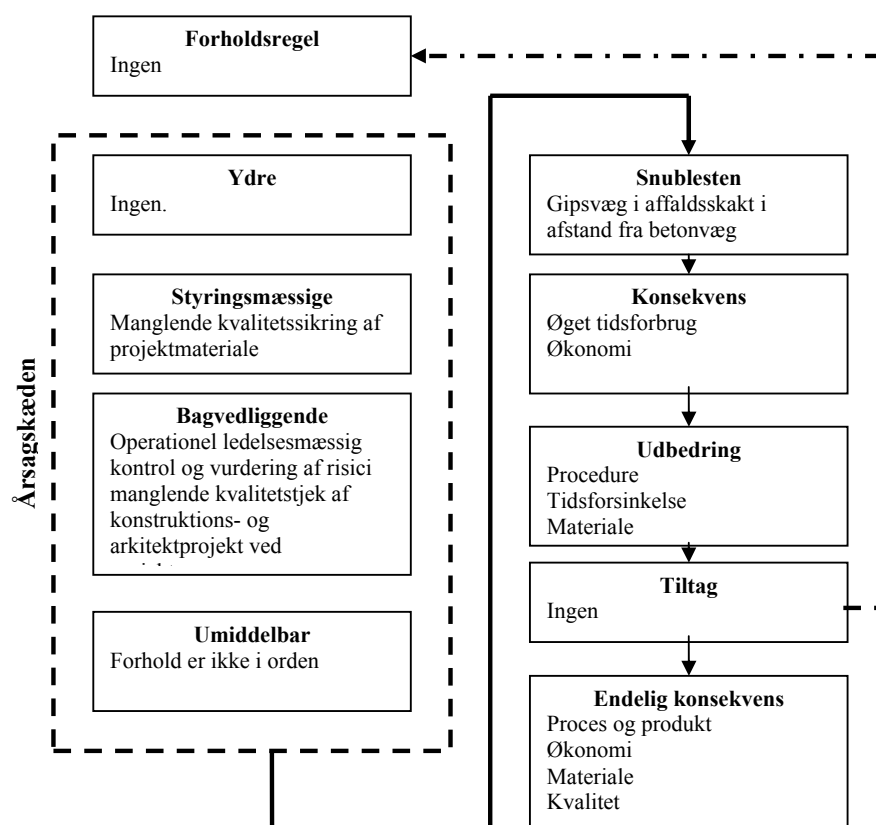 Forholdsregel
Ingen
Årsagskæden
Ydre
Ingen.
Styringsmæssige
Manglende kvalitetssikring af
projektmateriale
Bagvedliggende
Operationel ledelsesmæssig
kontrol og vurdering af risici
manglende kvalitetstjek af
konstruktions- og
arkitektprojekt ved
Umiddelbar
Forhold er ikke i orden
Snublesten
Gipsvæg i affaldsskakt i
afstand fra betonvæg
Konsekvens
Øget tidsforbrug
Økonomi
Udbedring
Procedure
Tidsforsinkelse
Materiale
Tiltag
Ingen
Endelig konsekvens
Proces og produkt
Økonomi
Materiale
Kvalitet